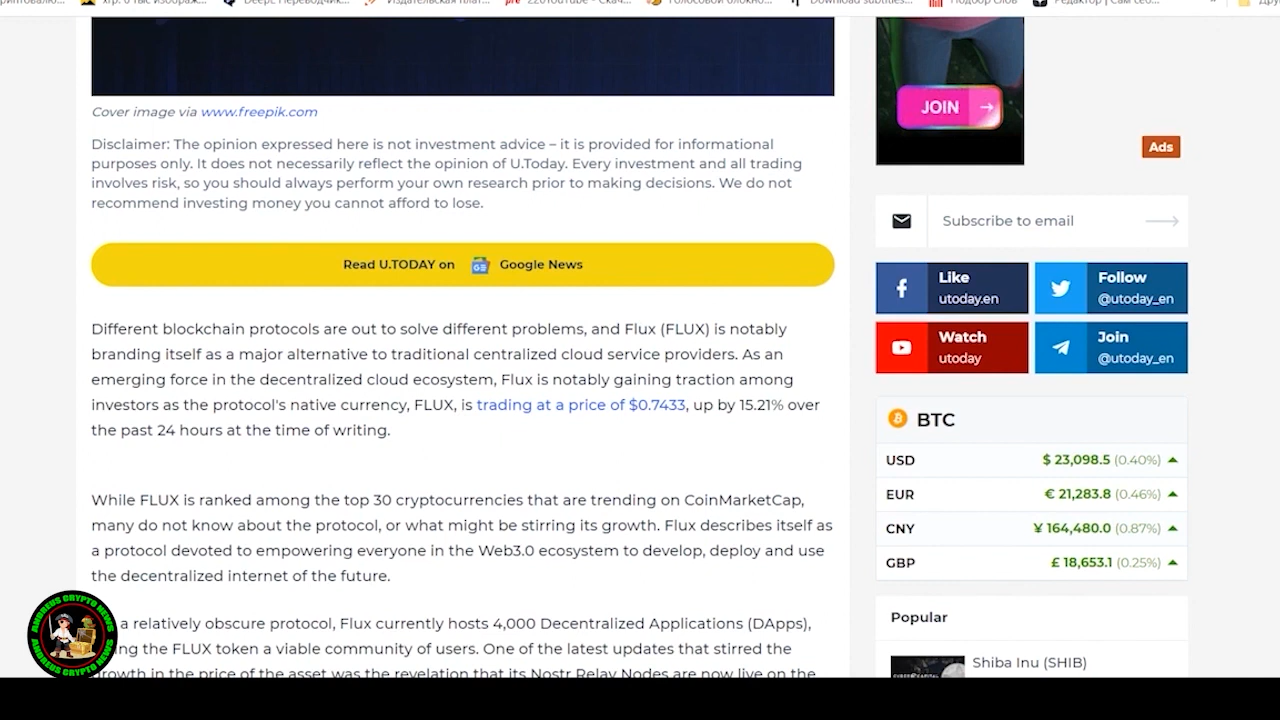 Cover image via www.freepik.com
Disclaimer: The opinion expressed here is not investment advice – it is provided for informational
purposes only. It does not necessarily reflect the opinion of U.Today. Every investment and all trading
involves risk, so you should always perform your own research prior to making decisions. We do not
recommend investing money you cannot afford to lose.
Read U.TODAY on Google News
Different blockchain protocols are out to solve different problems, and Flux (FLUX) is notably
branding itself as a major alternative to traditional centralized cloud service providers. As an
emerging force in the decentralized cloud ecosystem, Flux is notably gaining traction among
investors as the protocol's native currency, FLUX, is trading at a price of $0.7433, up by 15.21% over
the past 24 hours at the time of writing.
While FLUX is ranked among the top 30 cryptocurrencies that are trending on CoinMarketCap,
many do not know about the protocol, or what might be stirring its growth. Flux describes itself as
a protocol devoted to empowering everyone in the Web3.0 ecosystem to develop, deploy and use
the decentralized internet of the future.
a relatively obscure protocol, Flux currently hosts 4,000 Decentralized Applications (DApps),
the FLUX token a viable community of users. One of the latest updates that stirred the
growth in the price of the asset was the revelation that its Nostr Relay Nodes are now live on the
ANDREUS CRYPTO NEWS
ANDREUS CRYPTO NEWS
JOIN
Ads
Subscribe to email
Like
utoday.en
Follow
@utoday_en
Watch
utoday
Join
@utoday_en
BTC
USD $ 23,098.5 (0.40%)
EUR € 21,283.8 (0.46%)
CNY ¥ 164,480.0 (0.87%)
GBP £ 18,653.1 (0.25%)
Popular
Shiba Inu (SHIB)